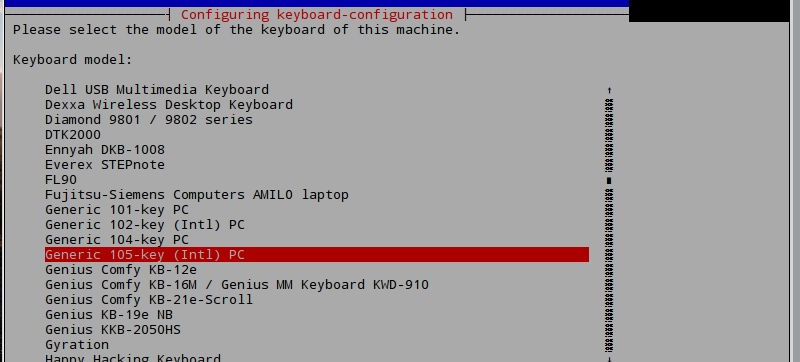 Configuring keyboard-configuration
Please select the model of the keyboard of this machine.
Keyboard model:
Dell USB Multimedia Keyboard
Dexxa Wireless Desktop Keyboard
Diamond 9801 / 9802 series
DTK2000
Ennyah DKB-1008
Everex STEPnote
FL90
Fujitsu-Siemens Computers AMILO laptop
Generic 101-key PC
Generic 102-key (Intl) PC
Generic 104-key PC
Generic 105-key (Intl) PC
Genius Comfy KB-12e
Genius Comfy KB-16M / Genius MM Keyboard KWD-910
Genius Comfy KB-21e-Scroll
Genius KB-19e NB
Genius KKB-2050HS
Gyration
Happy Hacking Keyboard